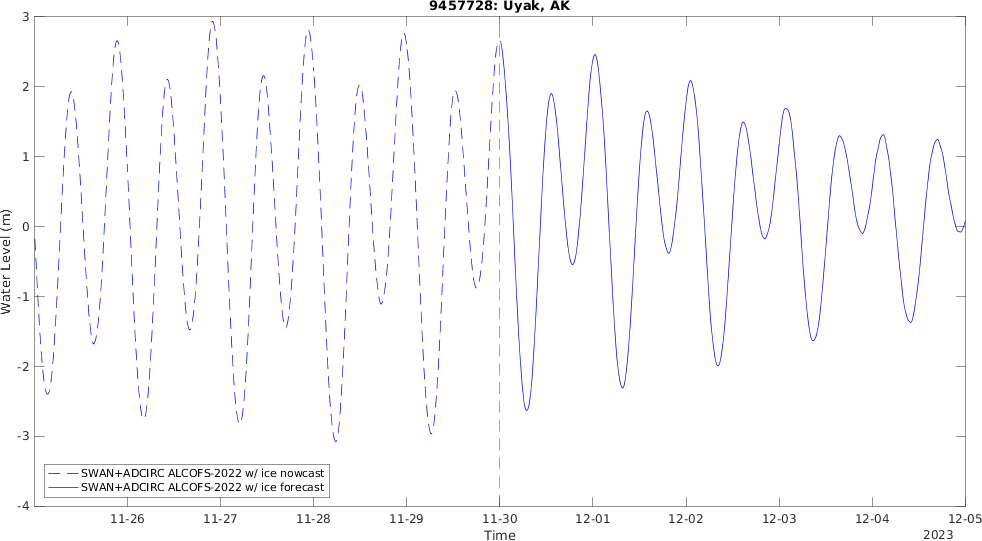 9457728: Uyak, AK
3
2
1
0
-1
-2
-3
-4
Water Level (m)
SWAN+ADCIRC ALCOFS-2022 w/ ice nowcast
SWAN+ADCIRC ALCOFS-2022 w/ ice forecast
11-26 11-27 11-28 11-29 11-30 12-01 12-02 12-03 12-04 12-05
Time
2023